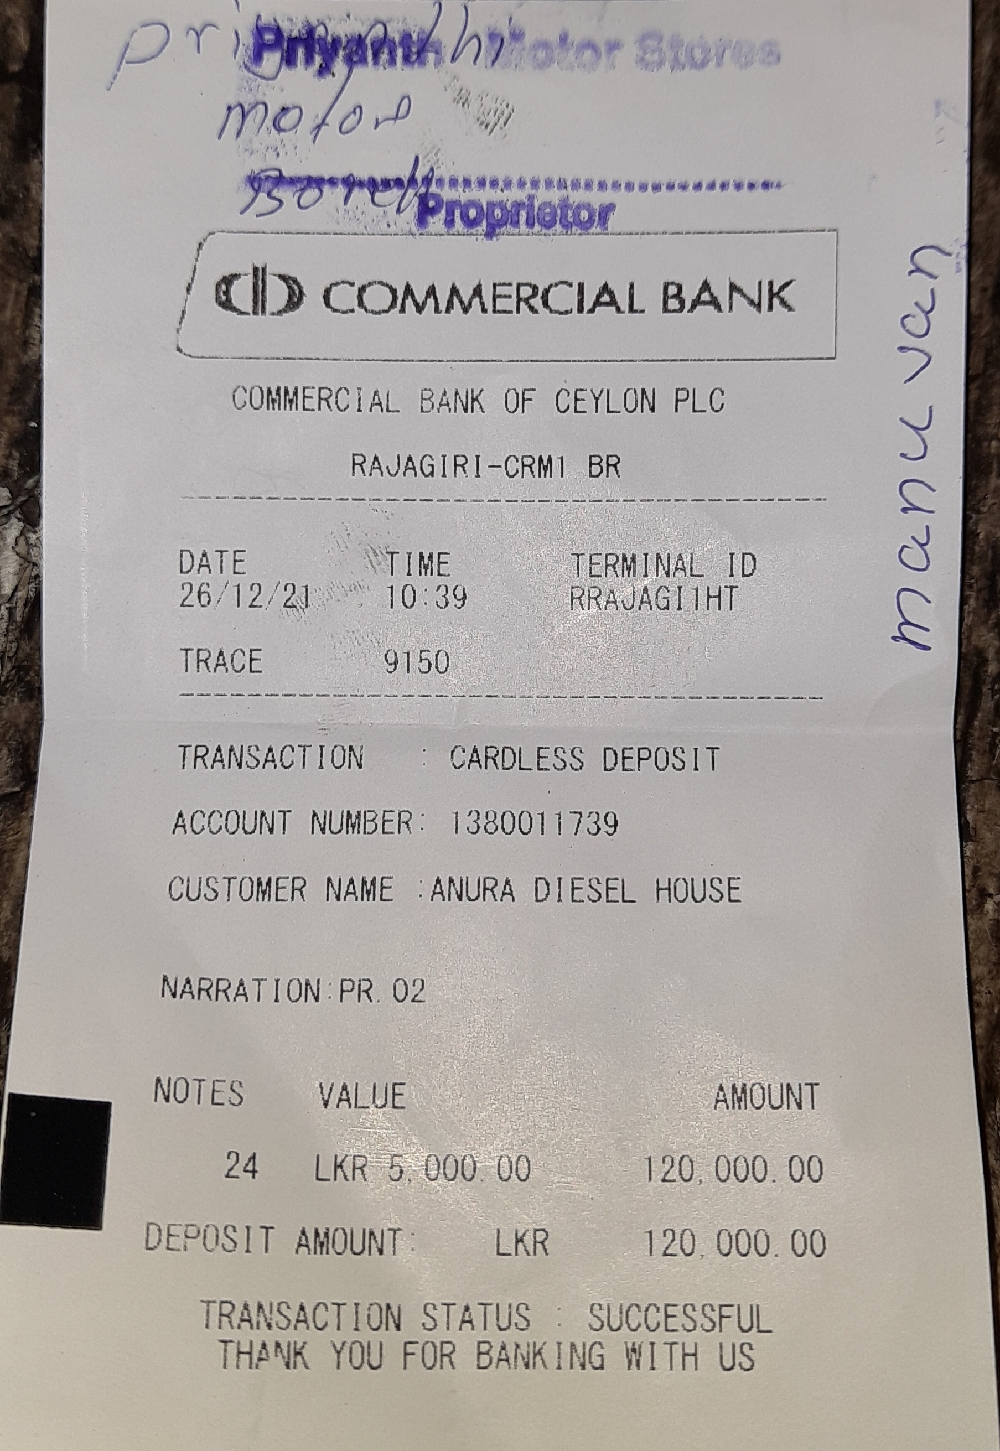 Priyanthi
Priyanth Motor Stores
motor
Borell
Proprietor
COMMERCIAL BANK
manuvan
COMMERCIAL BANK OF CEYLON PLC
RAJAGIRI-CRM1 BR
DATE TIME TERMINAL ID
26/12/21 10:39 RRAJAGI1HT
TRACE 9150
TRANSACTION : CARDLESS DEPOSIT
ACCOUNT NUMBER: 1380011739
CUSTOMER NAME :ANURA DIESEL HOUSE
NARRATION:PR.02
NOTES VALUE AMOUNT
24 LKR 5,000.00 120,000.00
DEPOSIT AMOUNT: LKR 120,000.00
TRANSACTION STATUS : SUCCESSFUL
THANK YOU FOR BANKING WITH US